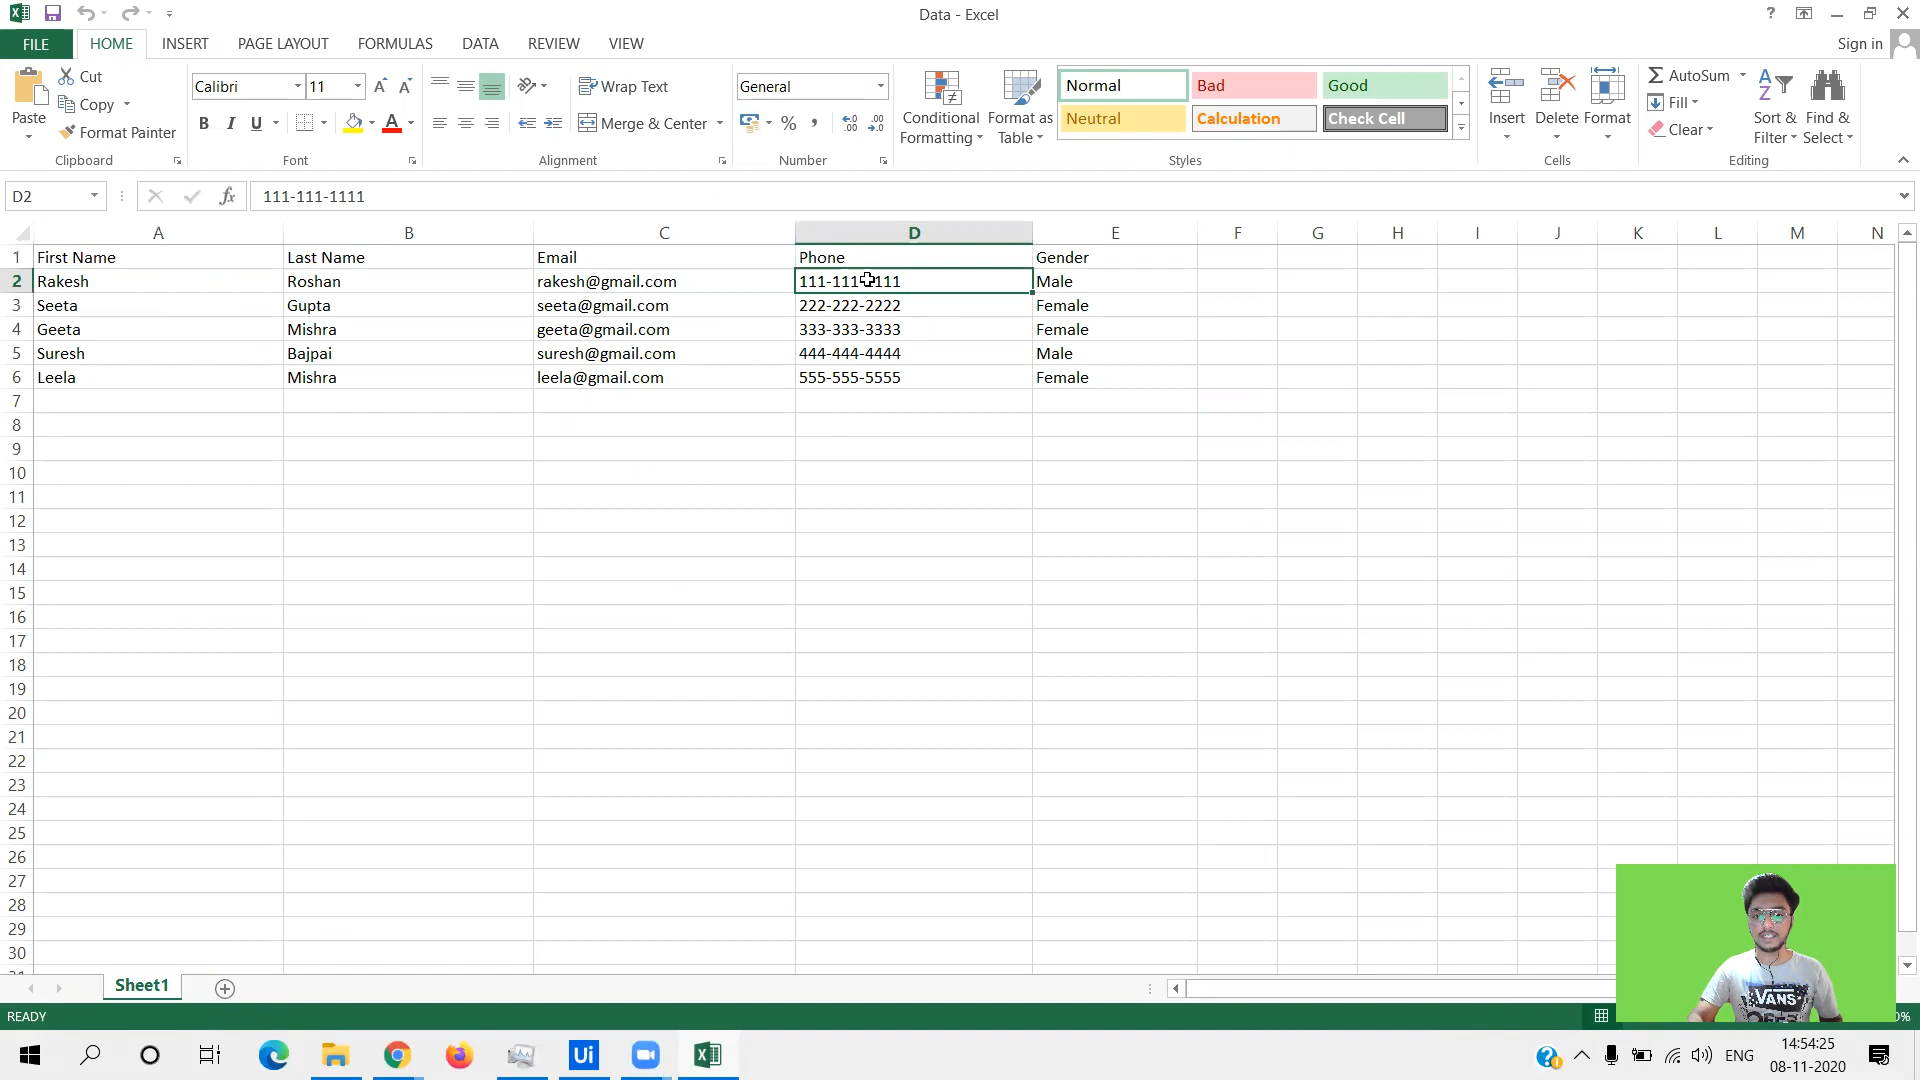 Data - Excel
?
FILE HOME INSERT PAGE LAYOUT FORMULAS DATA REVIEW VIEW
Sign in
Paste
Cut
Copy
Format Painter
Clipboard
Calibri 11
B I U
Font
Wrap Text
Merge & Center
Alignment
General
%
Number
Conditional Formatting
Format as Table
Normal Bad Good
Neutral Calculation Check Cell
Styles
Insert Delete Format
Cells
AutoSum
Fill
Clear
Sort & Filter
Find & Select
Editing
D2
fx
111-111-1111
A B C D E F G H I J K L M N
1 First Name Last Name Email Phone Gender
2 Rakesh Roshan rakesh@gmail.com 111-111-1111 Male
3 Seeta Gupta seeta@gmail.com 222-222-2222 Female
4 Geeta Mishra geeta@gmail.com 333-333-3333 Female
5 Suresh Bajpai suresh@gmail.com 444-444-4444 Male
6 Leela Mishra leela@gmail.com 555-555-5555 Female
7
8
9
10
11
12
13
14
15
16
17
18
19
20
21
22
23
24
25
26
27
28
29
30
Sheet1
READY
VANS
Ui
ENG
14:54:25
08-11-2020